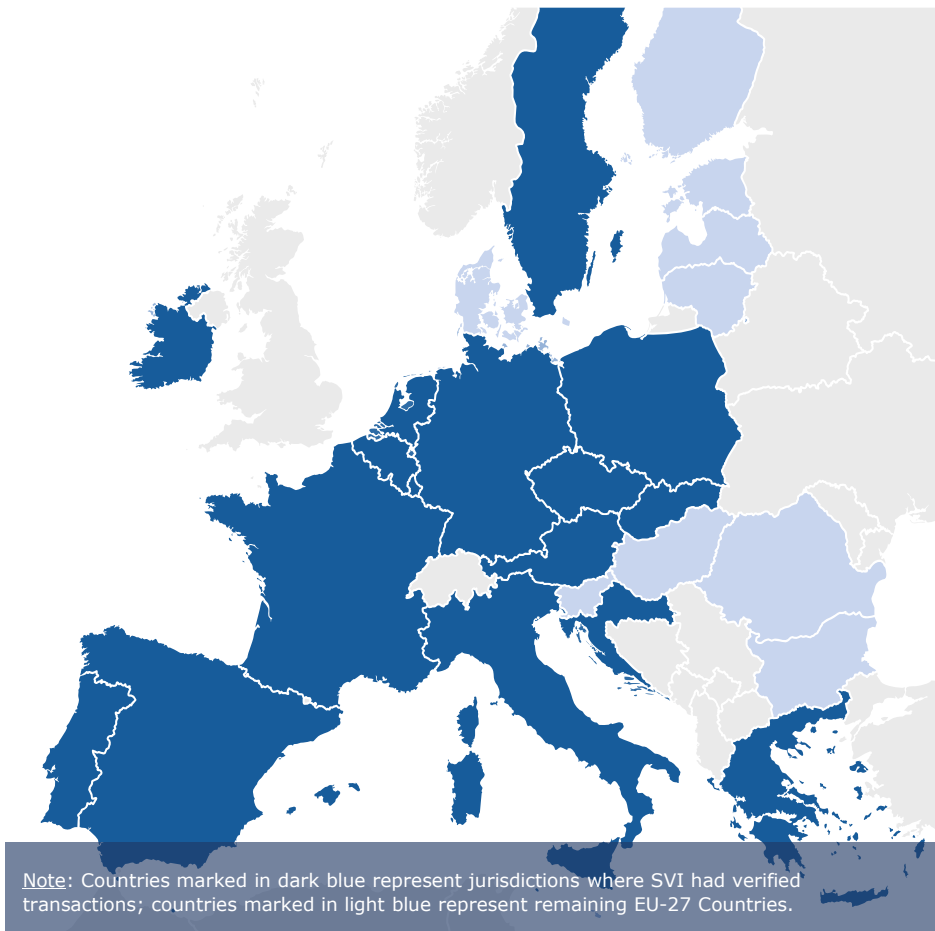 Note: Countries marked in dark blue represent jurisdictions where SVI had verified
transactions; countries marked in light blue represent remaining EU-27 Countries.